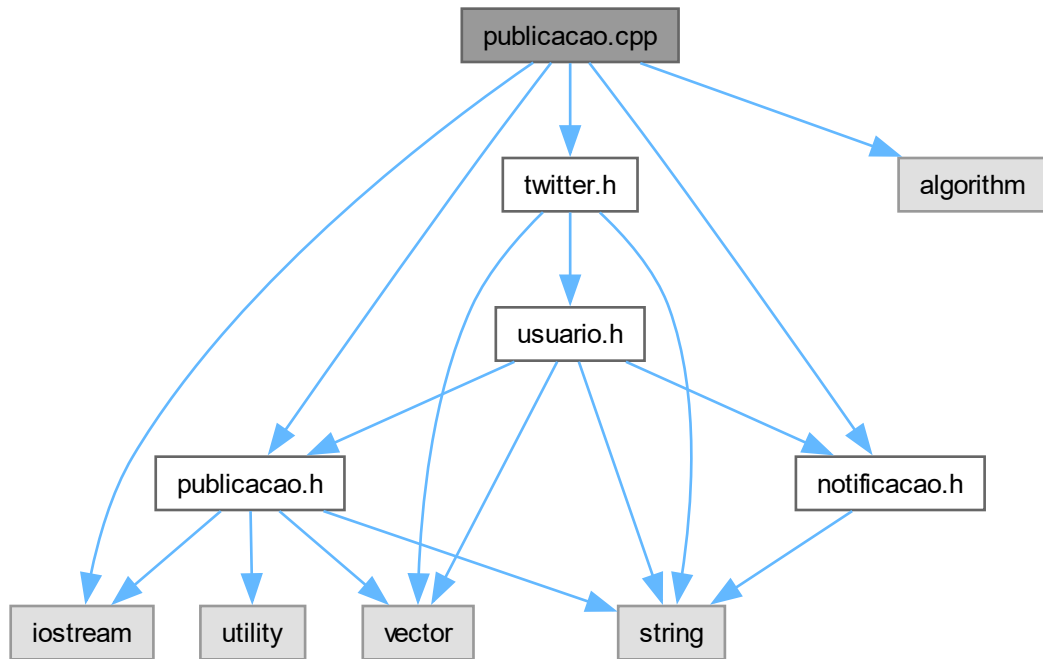 publicacao.cpp
twitter.h
algorithm
usuario.h
publicacao.h
notificacao.h
iostream
utility
vector
string